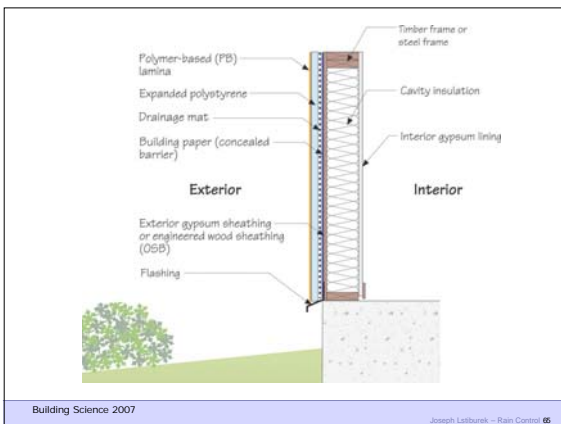 Timber frame or
steel frame
Polymer-based (PB)
lamina
Expanded polystyrene
Cavity insulation
Drainage mat
Building paper (concealed
barrier)
Interior gypsum lining
Exterior
Interior
Exterior gypsum sheathing
or engineered wood sheathing
(OSB)
Flashing
Building Science 2007
Joseph Lstiburek – Rain Control 65